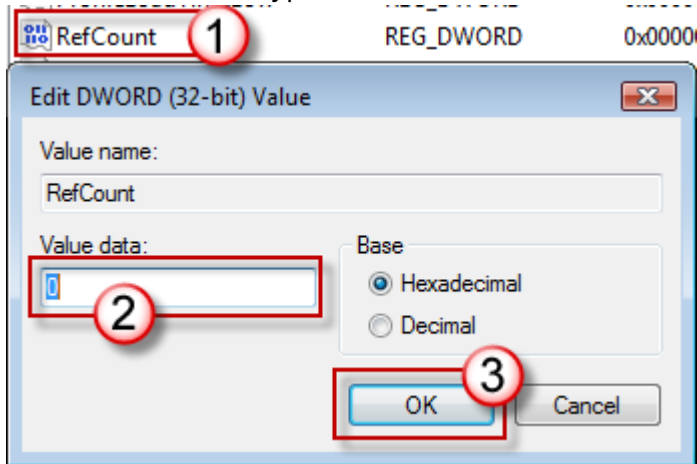 RefCount 1 REG_DWORD 0x0000
Edit DWORD (32-bit) Value
Value name:
RefCount
Value data:
0
2
Base
Hexadecimal
Decimal
3
OK Cancel